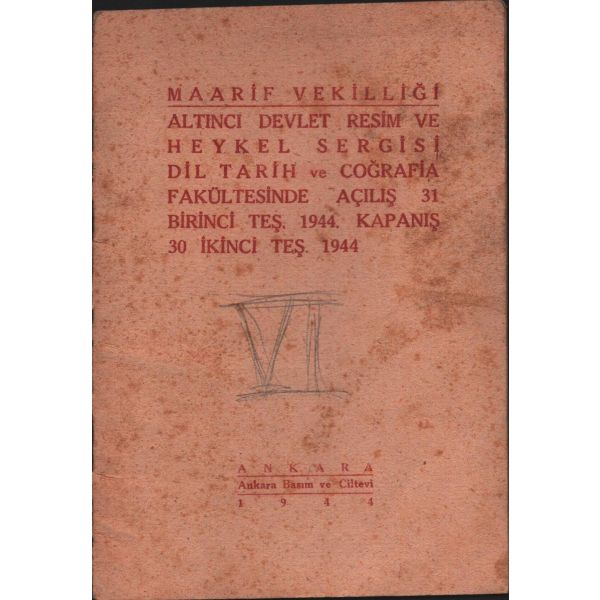 MAARİF VEKİLLİĞİ
ALTINCI DEVLET RESİM VE
HEYKEL SERGİSİ
DİL TARİH ve COĞRAFİA
FAKÜLTESİNDE AÇILIŞ 31
BİRİNCİ TEŞ. 1944. KAPANIŞ
30 İKİNCİ TEŞ. 1944
VI
ANKARA
Ankara Basım ve Ciltevi
1944